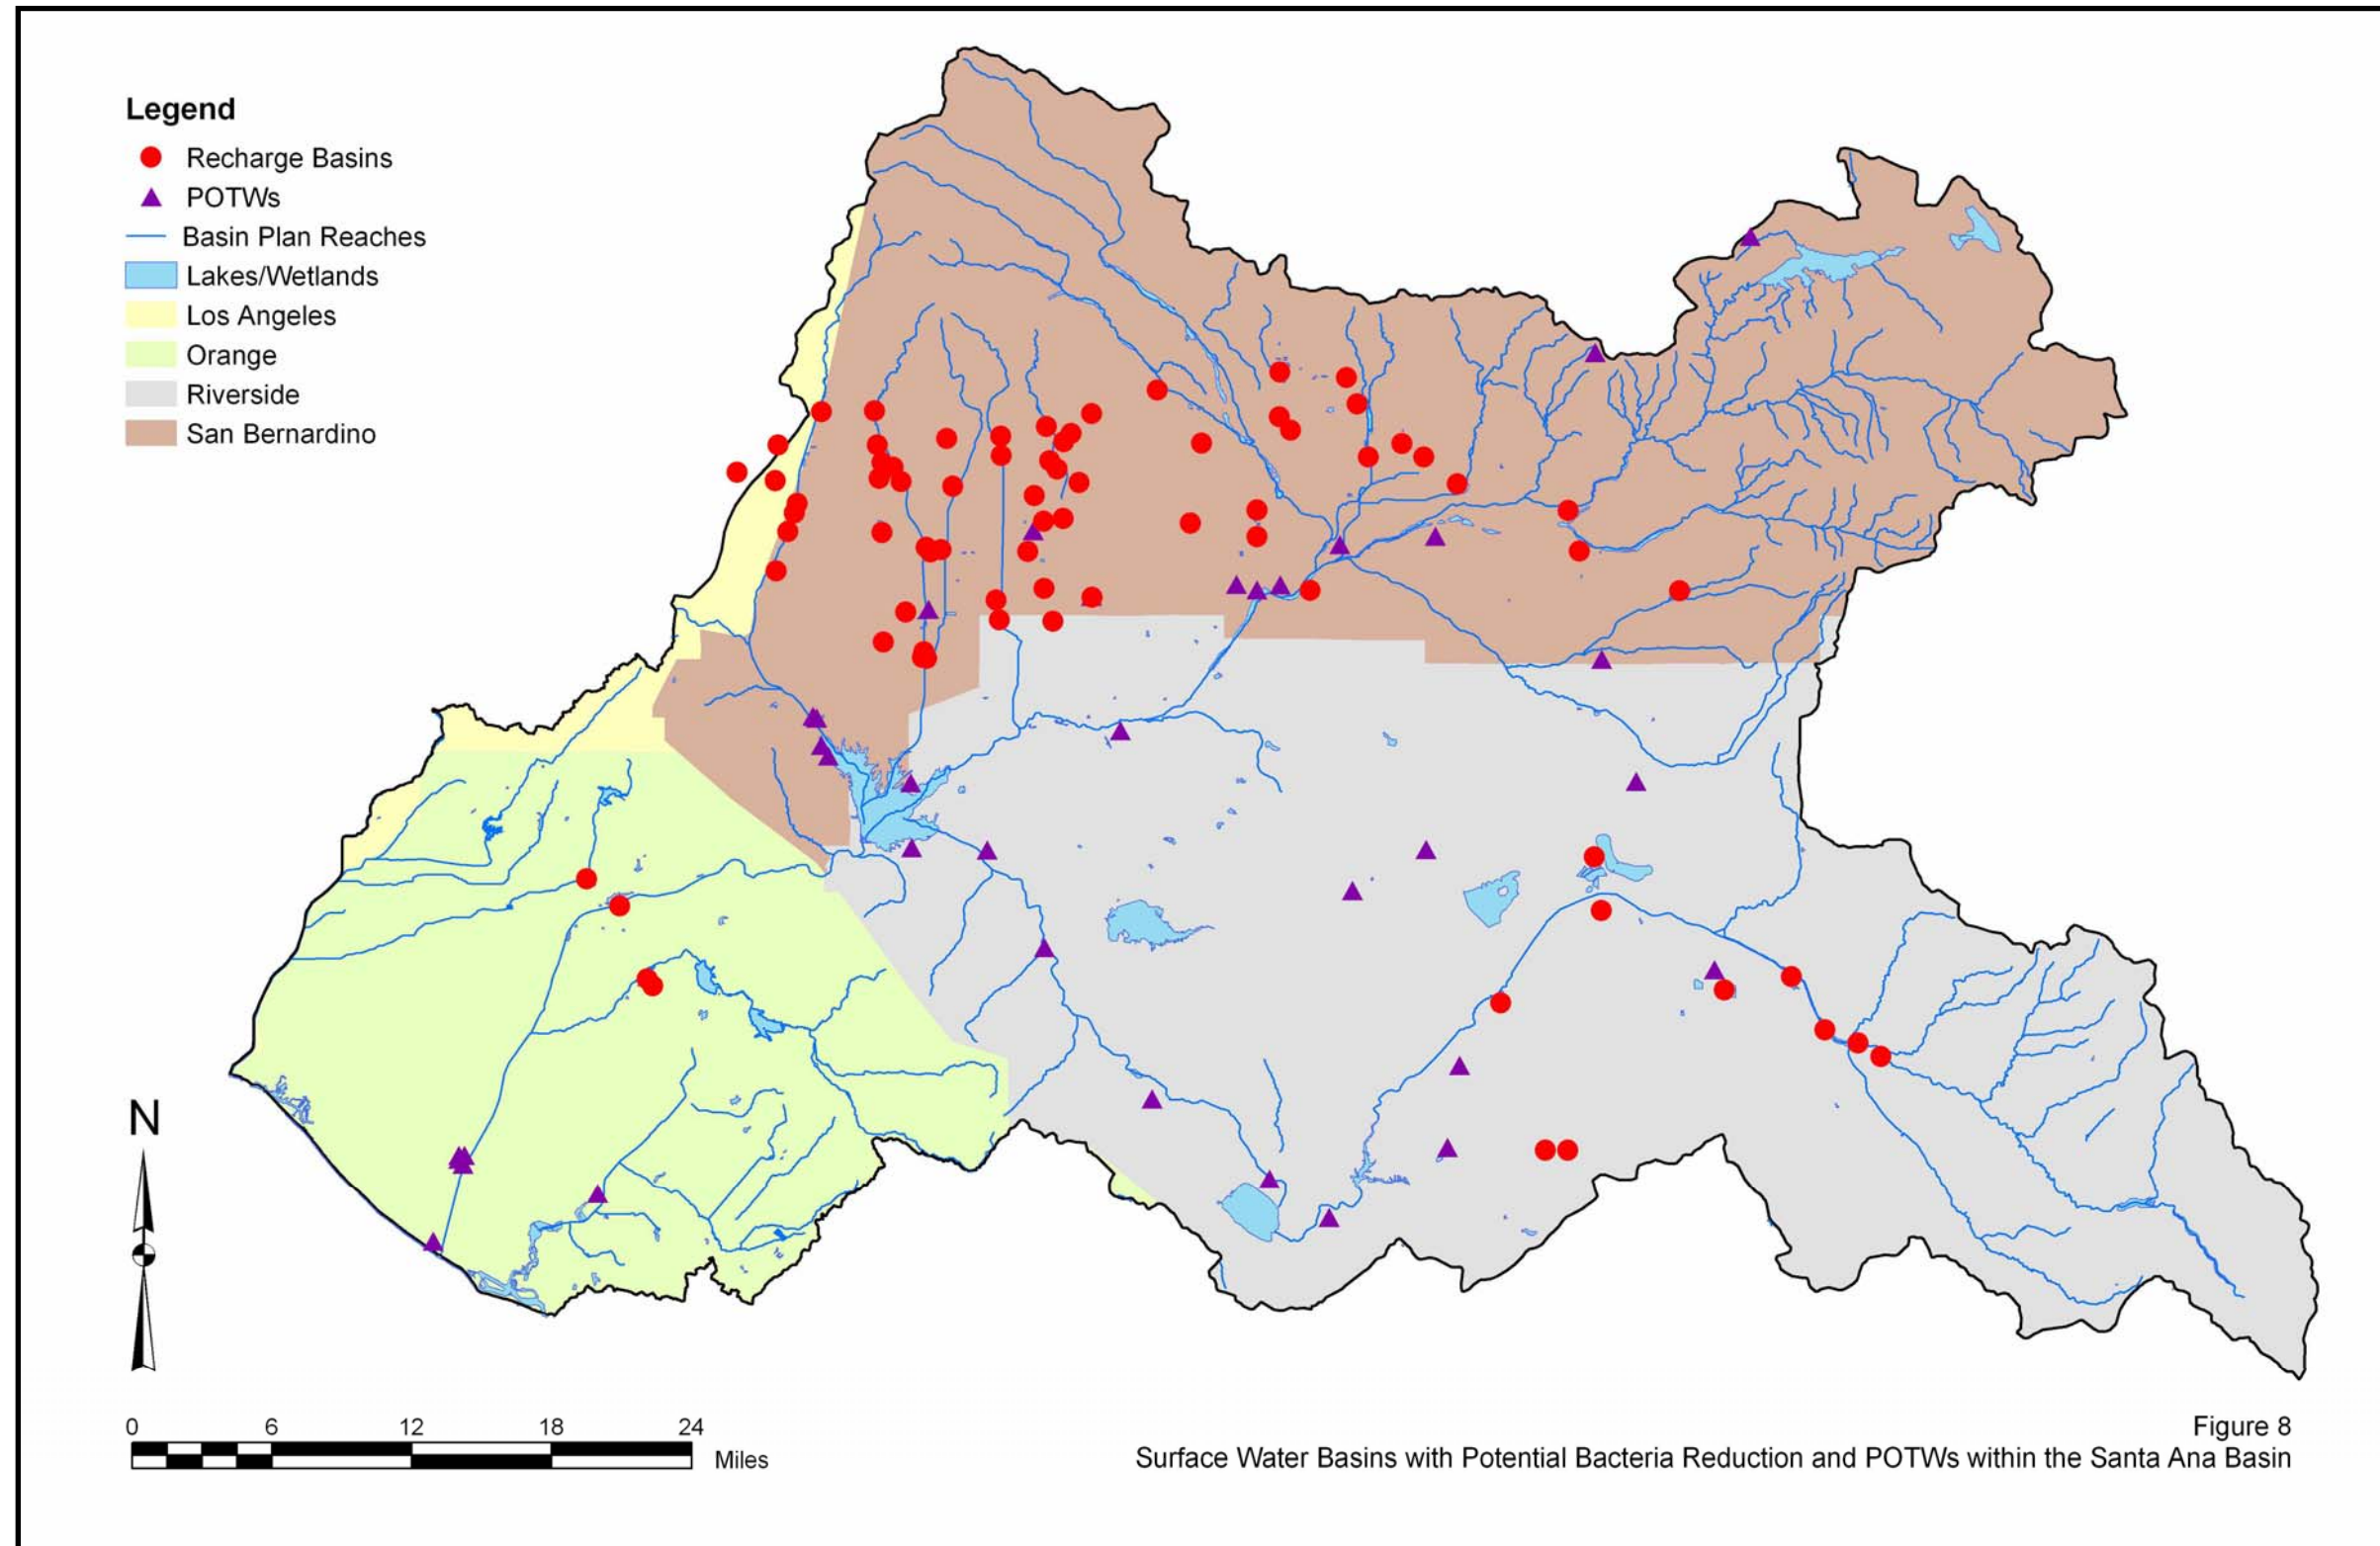 Legend
Recharge Basins
POTWs
Basin Plan Reaches
Lakes/Wetlands
Los Angeles
Orange
Riverside
San Bernardino
N
0 6 12 18 24
Miles
Figure 8
Surface Water Basins with Potential Bacteria Reduction and POTWs within the Santa Ana Basin